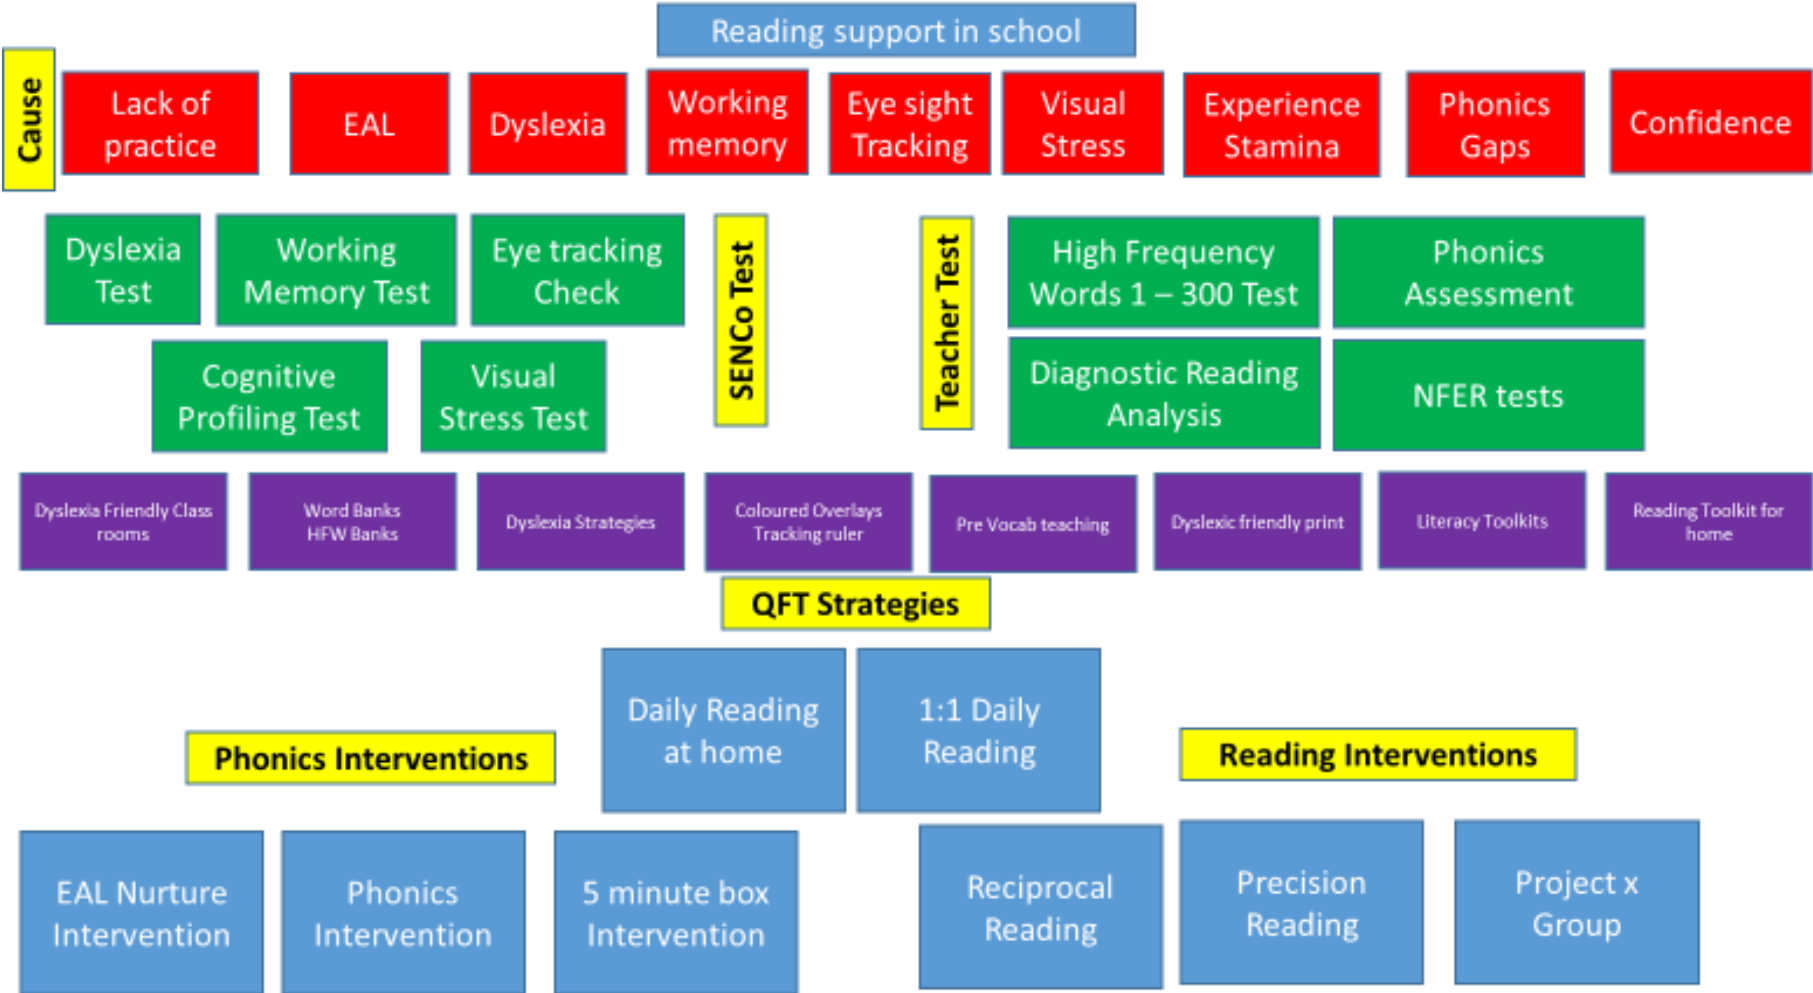 Reading support in school
Cause
Lack of
practice
EAL
Dyslexia
Working
memory
Eye sight
Tracking
Visual
Stress
Experience
Stamina
Phonics
Gaps
Confidence
Dyslexia
Test
Working
Memory Test
Eye tracking
Check
Cognitive
Profiling Test
Visual
Stress Test
SENCo Test
Teacher Test
High Frequency
Words 1 – 300 Test
Phonics
Assessment
Diagnostic Reading
Analysis
NFER tests
Dyslexia Friendly Class
rooms
Word Banks
HFW Banks
Dyslexia Strategies
Coloured Overlays
Tracking ruler
Pre Vocab teaching
Dyslexic friendly print
Literacy Toolkits
Reading Toolkit for
home
QFT Strategies
Daily Reading
at home
1:1 Daily
Reading
Phonics Interventions
Reading Interventions
EAL Nurture
Intervention
Phonics
Intervention
5 minute box
Intervention
Reciprocal
Reading
Precision
Reading
Project x
Group